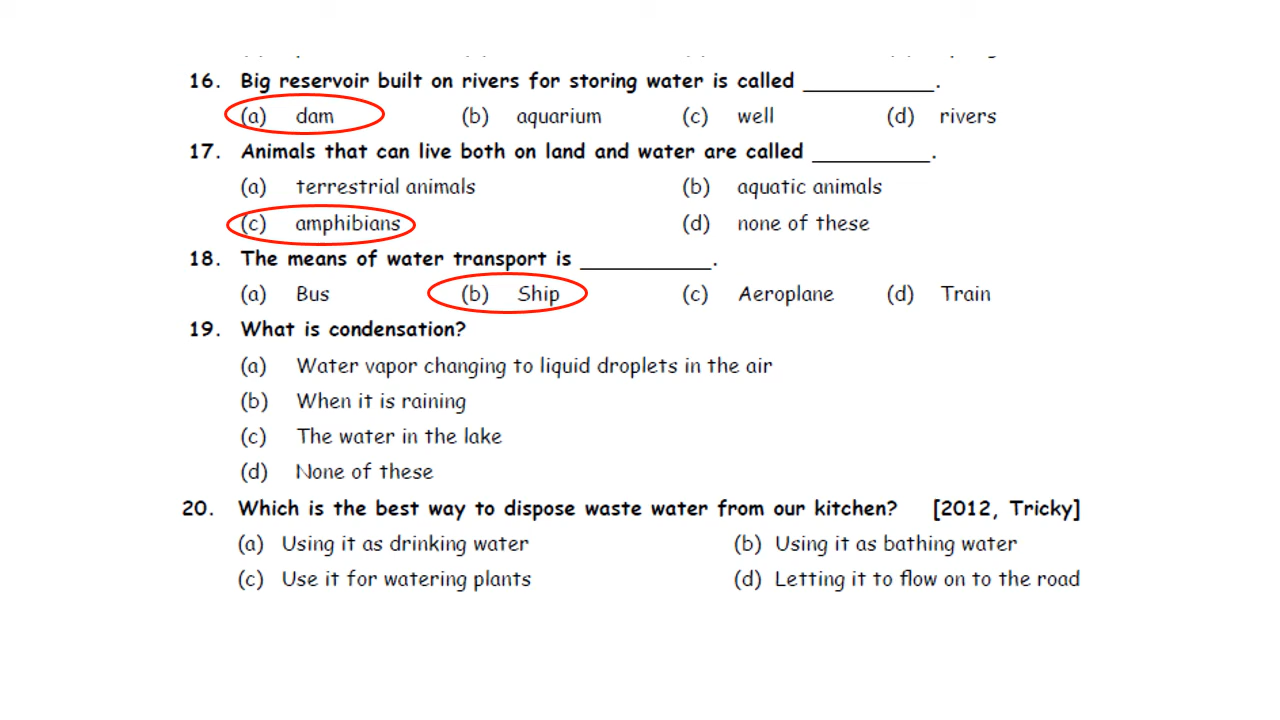 16. Big reservoir built on rivers for storing water is called __________.
(a) dam (b) aquarium (c) well (d) rivers
17. Animals that can live both on land and water are called _________.
(a) terrestrial animals (b) aquatic animals
(c) amphibians (d) none of these
18. The means of water transport is __________.
(a) Bus (b) Ship (c) Aeroplane (d) Train
19. What is condensation?
(a) Water vapor changing to liquid droplets in the air
(b) When it is raining
(c) The water in the lake
(d) None of these
20. Which is the best way to dispose waste water from our kitchen? [2012, Tricky]
(a) Using it as drinking water (b) Using it as bathing water
(c) Use it for watering plants (d) Letting it to flow on to the road